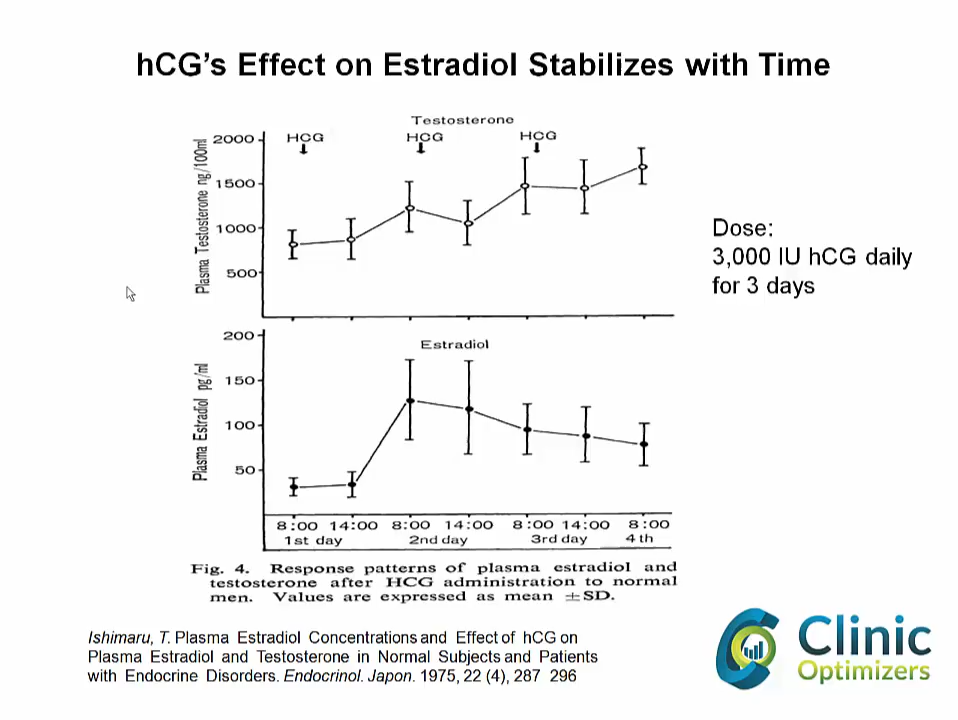 hCG's Effect on Estradiol Stabilizes with Time
Testosterone
HCG HCG HCG
Plasma Testosterone ng/100ml
2000
1500
1000
500
Dose:
3,000 IU hCG daily
for 3 days
Estradiol
Plasma Estradiol pg/ml
200
150
100
50
8:00 14:00 8:00 14:00 8:00 14:00 8:00
1st day 2nd day 3rd day 4th
Fig. 4. Response patterns of plasma estradiol and
testosterone after HCG administration to normal
men. Values are expressed as mean ±SD.
Ishimaru, T. Plasma Estradiol Concentrations and Effect of hCG on
Plasma Estradiol and Testosterone in Normal Subjects and Patients
with Endocrine Disorders. Endocrinol. Japon. 1975, 22 (4), 287 296
Clinic
Optimizers